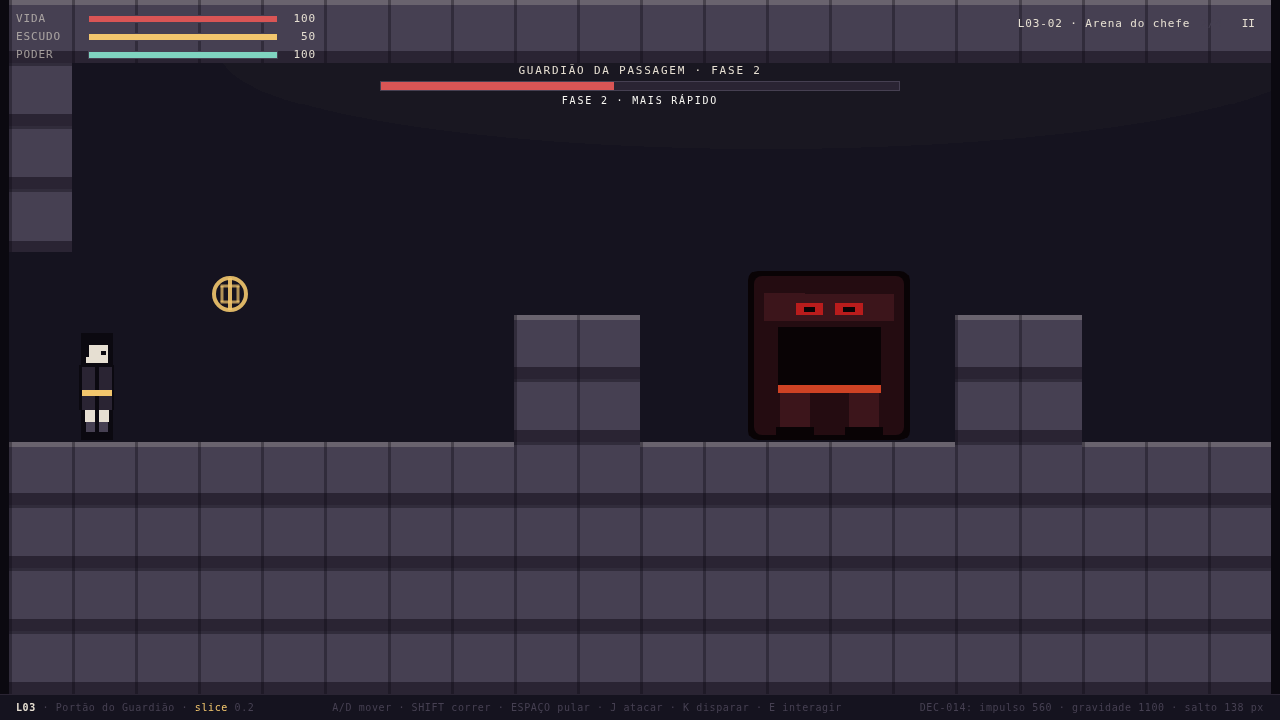 VIDA 100
ESCUDO 50
PODER 100
L03-02 · Arena do chefe II
GUARDIÃO DA PASSAGEM · FASE 2
FASE 2 · MAIS RÁPIDO
L03 · Portão do Guardião · slice 0.2
A/D mover · SHIFT correr · ESPAÇO pular · J atacar · K disparar · E interagir
DEC-014: impulso 560 · gravidade 1100 · salto 138 px